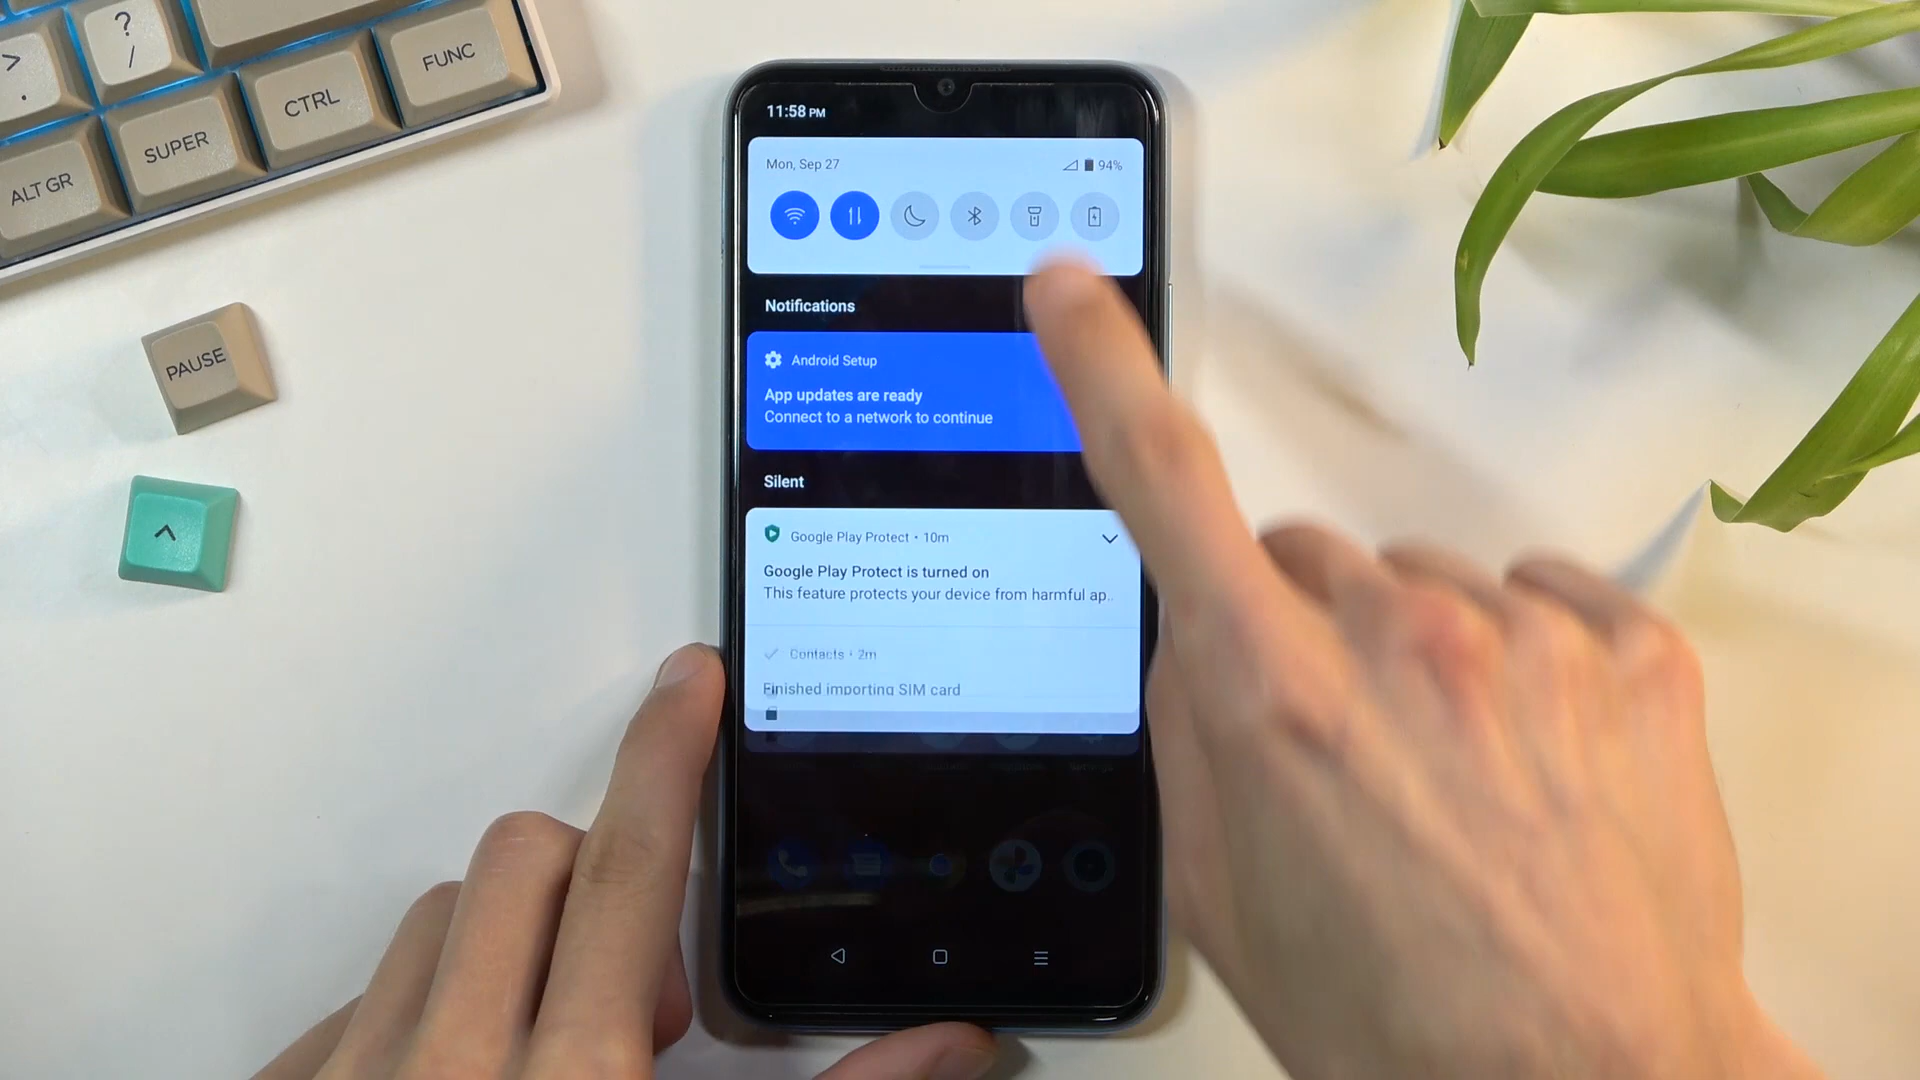 >
.
?
/
FUNC
CTRL
SUPER
ALT GR
PAUSE
^
11:58 PM
Mon, Sep 27
94%
Notifications
Android Setup
App updates are ready
Connect to a network to continue
Silent
Google Play Protect • 10m
Google Play Protect is turned on
This feature protects your device from harmful ap..
Contacts • 2m
Finished importing SIM card